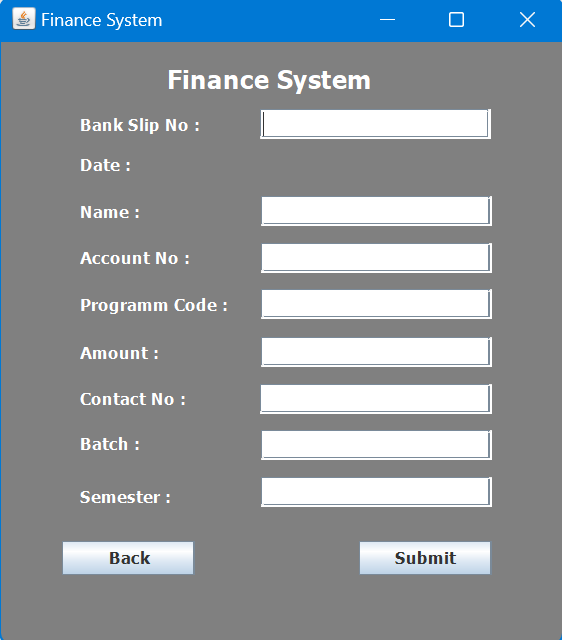 Finance System
Finance System
Bank Slip No :
Date :
Name :
Account No :
Programm Code :
Amount :
Contact No :
Batch :
Semester :
Back Submit